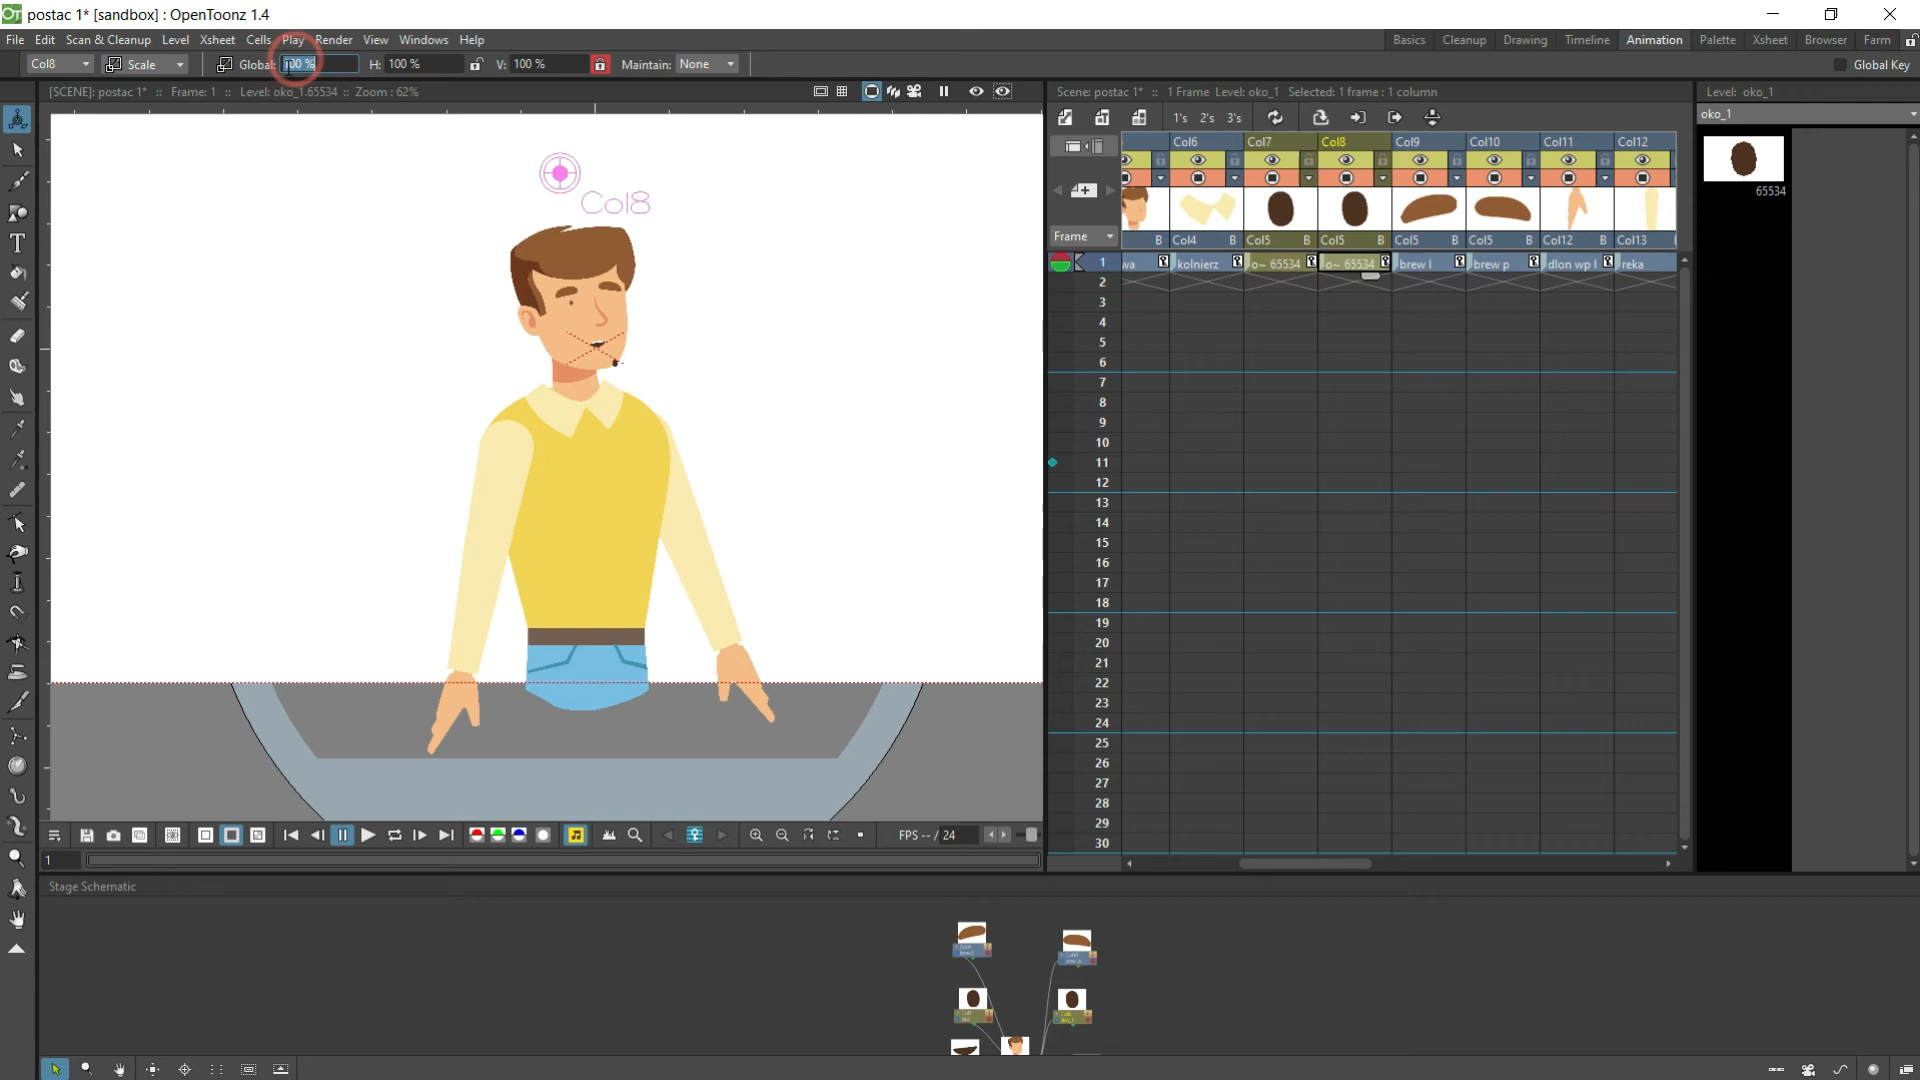 postac 1* [sandbox] : OpenToonz 1.4
File Edit Scan & Cleanup Level Xsheet Cells Play Render View Windows Help
Basics Cleanup Drawing Timeline Animation Palette Xsheet Browser Farm
Col8 Scale Global: 100 % H: 100 % V: 100 % Maintain: None Global Key
[SCENE]: postac 1* :: Frame: 1 :: Level: oko_1.65534 :: Zoom : 62%
Scene: postac 1* :: 1 Frame Level: oko_1 Selected: 1 frame : 1 column
Level: oko_1
oko_1
1's 2's 3's
Col6 Col7 Col8 Col9 Col10 Col11 Col12
65534
Col8
Frame
B Col4 B Col5 B Col5 B Col5 B Col5 B Col12 B Col13
1 wa kolnierz o~ 65534 o~ 65534 brew l brew p dlon wp l reka
2
3
4
5
6
7
8
9
10
11
12
13
14
15
16
17
18
19
20
21
22
23
24
25
26
27
28
29
30
FPS -- / 24
1
Stage Schematic